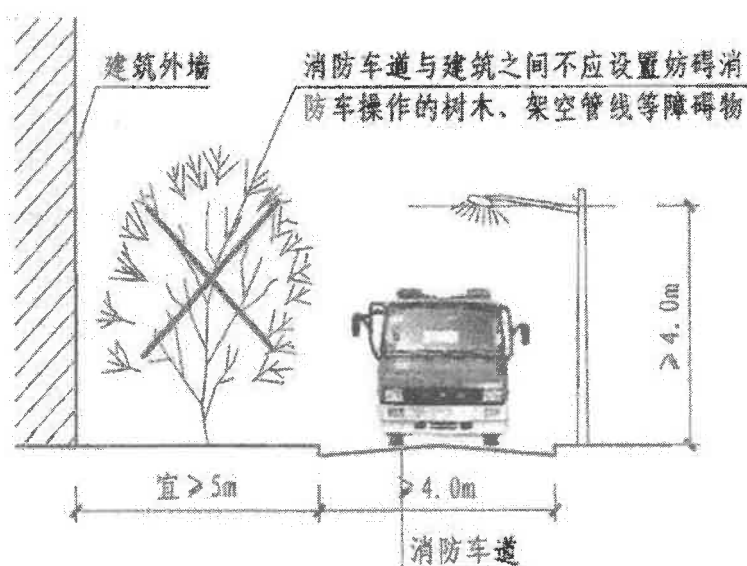 建筑外墙
消防车道与建筑之间不应设置妨碍消
防车操作的树木、架空管线等障碍物
≥4.0m
宜≥5m
≥4.0m
消防车道